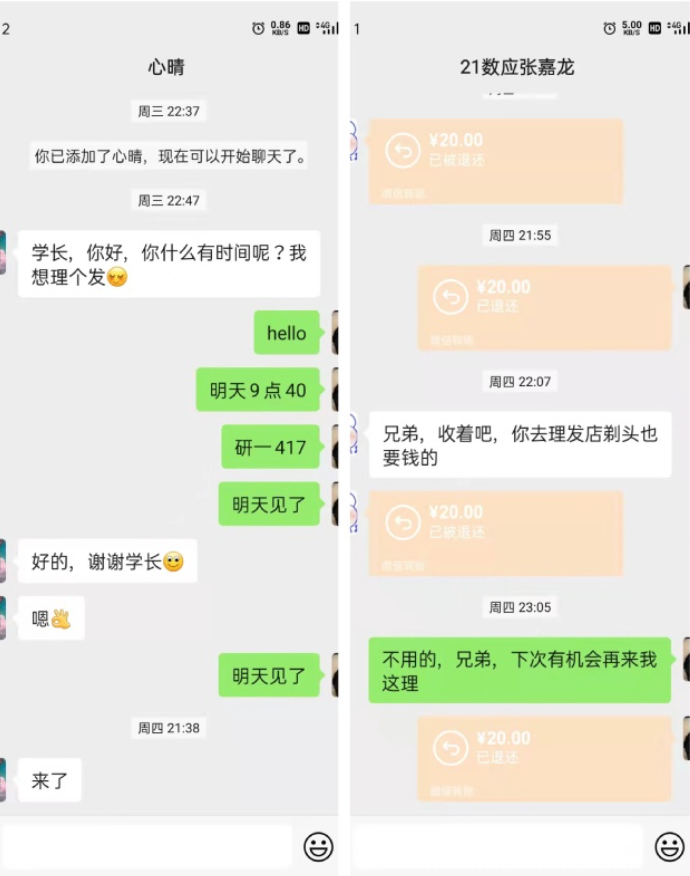 2
0.86
KB/S
HD
4G
心晴
周三 22:37
你已添加了心晴，现在可以开始聊天了。
周三 22:47
学长，你好，你什么有时间呢？我
想理个发
hello
明天9点40
研一417
明天见了
好的，谢谢学长
嗯
明天见了
周四 21:38
来了
1
5.00
KB/S
HD
4G
21数应张嘉龙
¥20.00
已被退还
周四 21:55
¥20.00
已退还
微信转账
周四 22:07
兄弟，收着吧，你去理发店剃头也
要钱的
¥20.00
已被退还
微信转账
周四 23:05
不用的，兄弟，下次有机会再来我
这理
¥20.00
已退还
微信转账